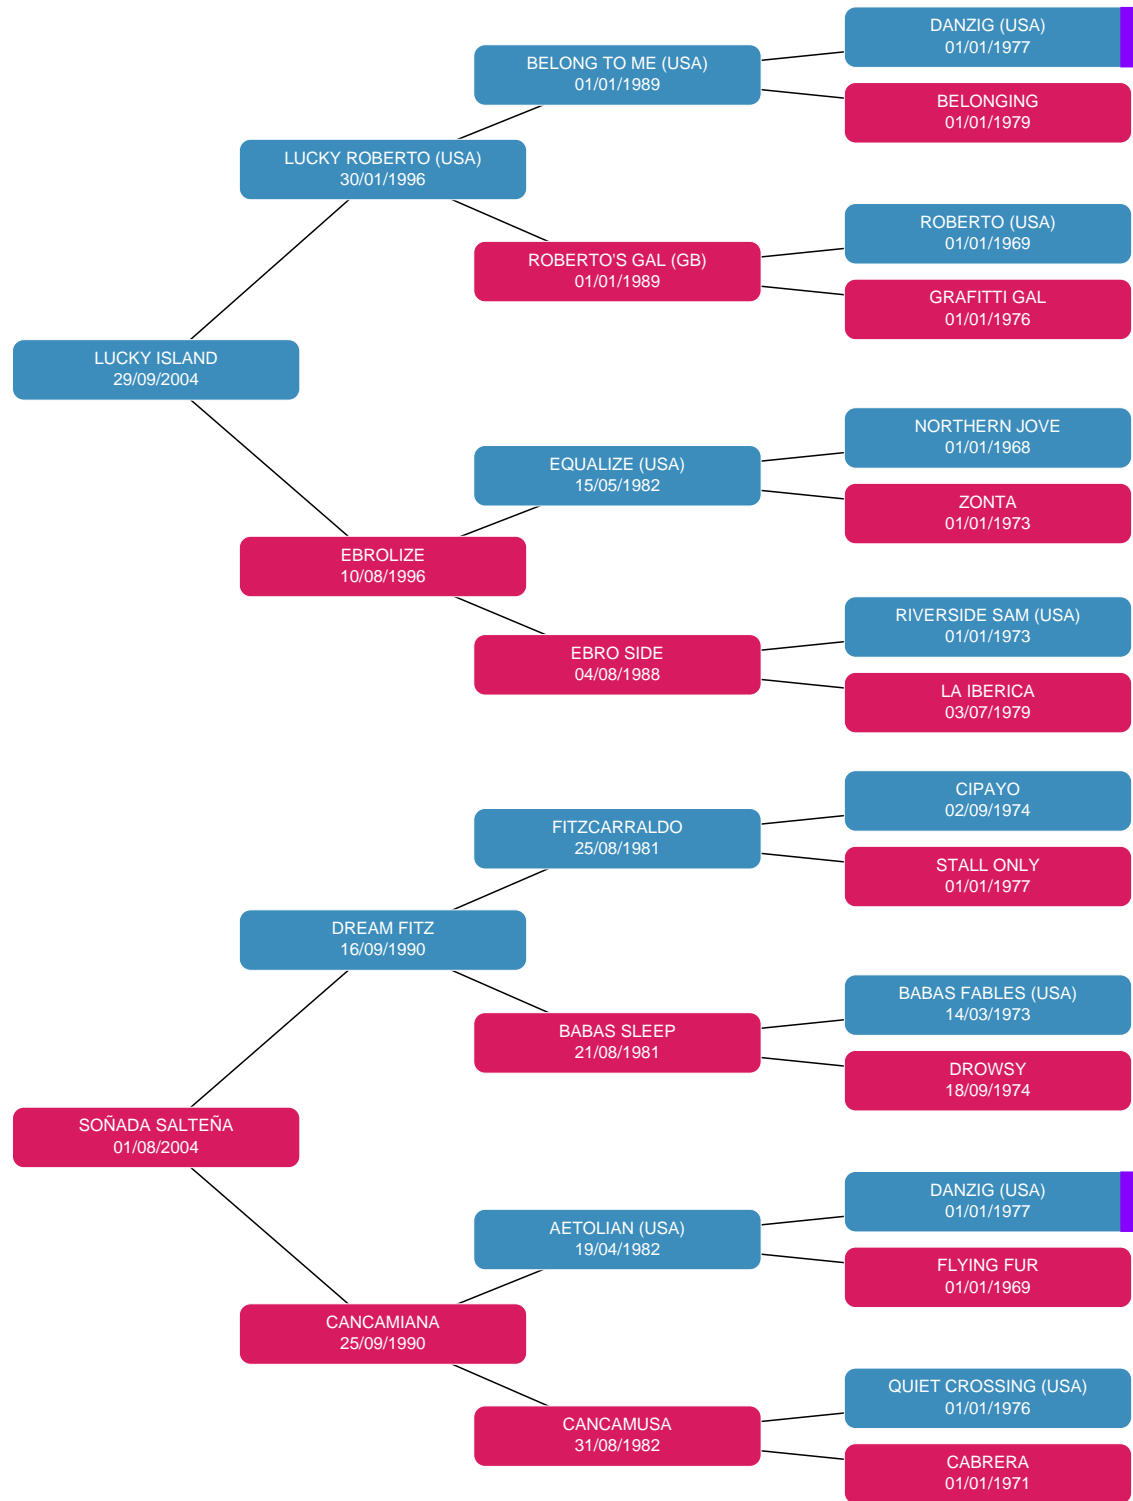 DANZIG (USA)
01/01/1977
BELONG TO ME (USA)
01/01/1989
BELONGING
01/01/1979
LUCKY ROBERTO (USA)
30/01/1996
ROBERTO (USA)
01/01/1969
ROBERTO'S GAL (GB)
01/01/1989
GRAFITTI GAL
01/01/1976
LUCKY ISLAND
29/09/2004
NORTHERN JOVE
01/01/1968
EQUALIZE (USA)
15/05/1982
ZONTA
01/01/1973
EBROLIZE
10/08/1996
RIVERSIDE SAM (USA)
01/01/1973
EBRO SIDE
04/08/1988
LA IBERICA
03/07/1979
CIPAYO
02/09/1974
FITZCARRALDO
25/08/1981
STALL ONLY
01/01/1977
DREAM FITZ
16/09/1990
BABAS FABLES (USA)
14/03/1973
BABAS SLEEP
21/08/1981
DROWSY
18/09/1974
SOÑADA SALTEÑA
01/08/2004
DANZIG (USA)
01/01/1977
AETOLIAN (USA)
19/04/1982
FLYING FUR
01/01/1969
CANCAMIANA
25/09/1990
QUIET CROSSING (USA)
01/01/1976
CANCAMUSA
31/08/1982
CABRERA
01/01/1971